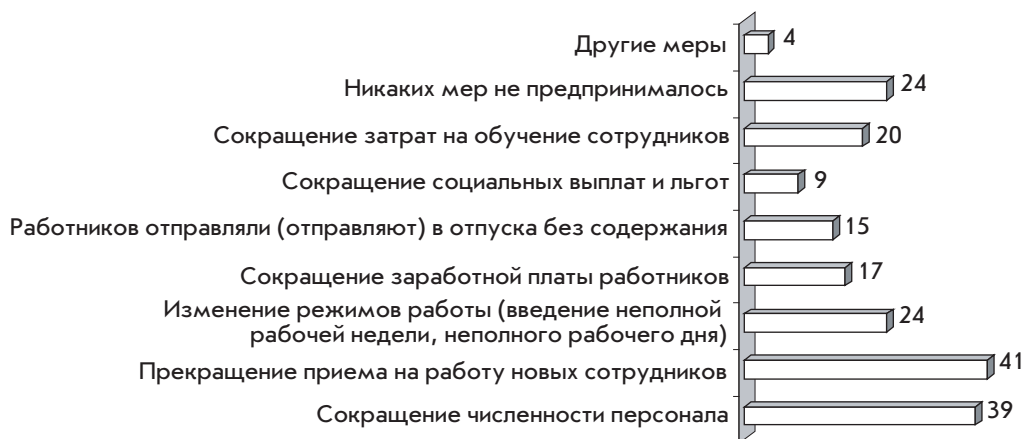 Другие меры 4
Никаких мер не предпринималось 24
Сокращение затрат на обучение сотрудников 20
Сокращение социальных выплат и льгот 9
Работников отправляли (отправляют) в отпуска без содержания 15
Сокращение заработной платы работников 17
Изменение режимов работы (введение неполной
рабочей недели, неполного рабочего дня) 24
Прекращение приема на работу новых сотрудников 41
Сокращение численности персонала 39